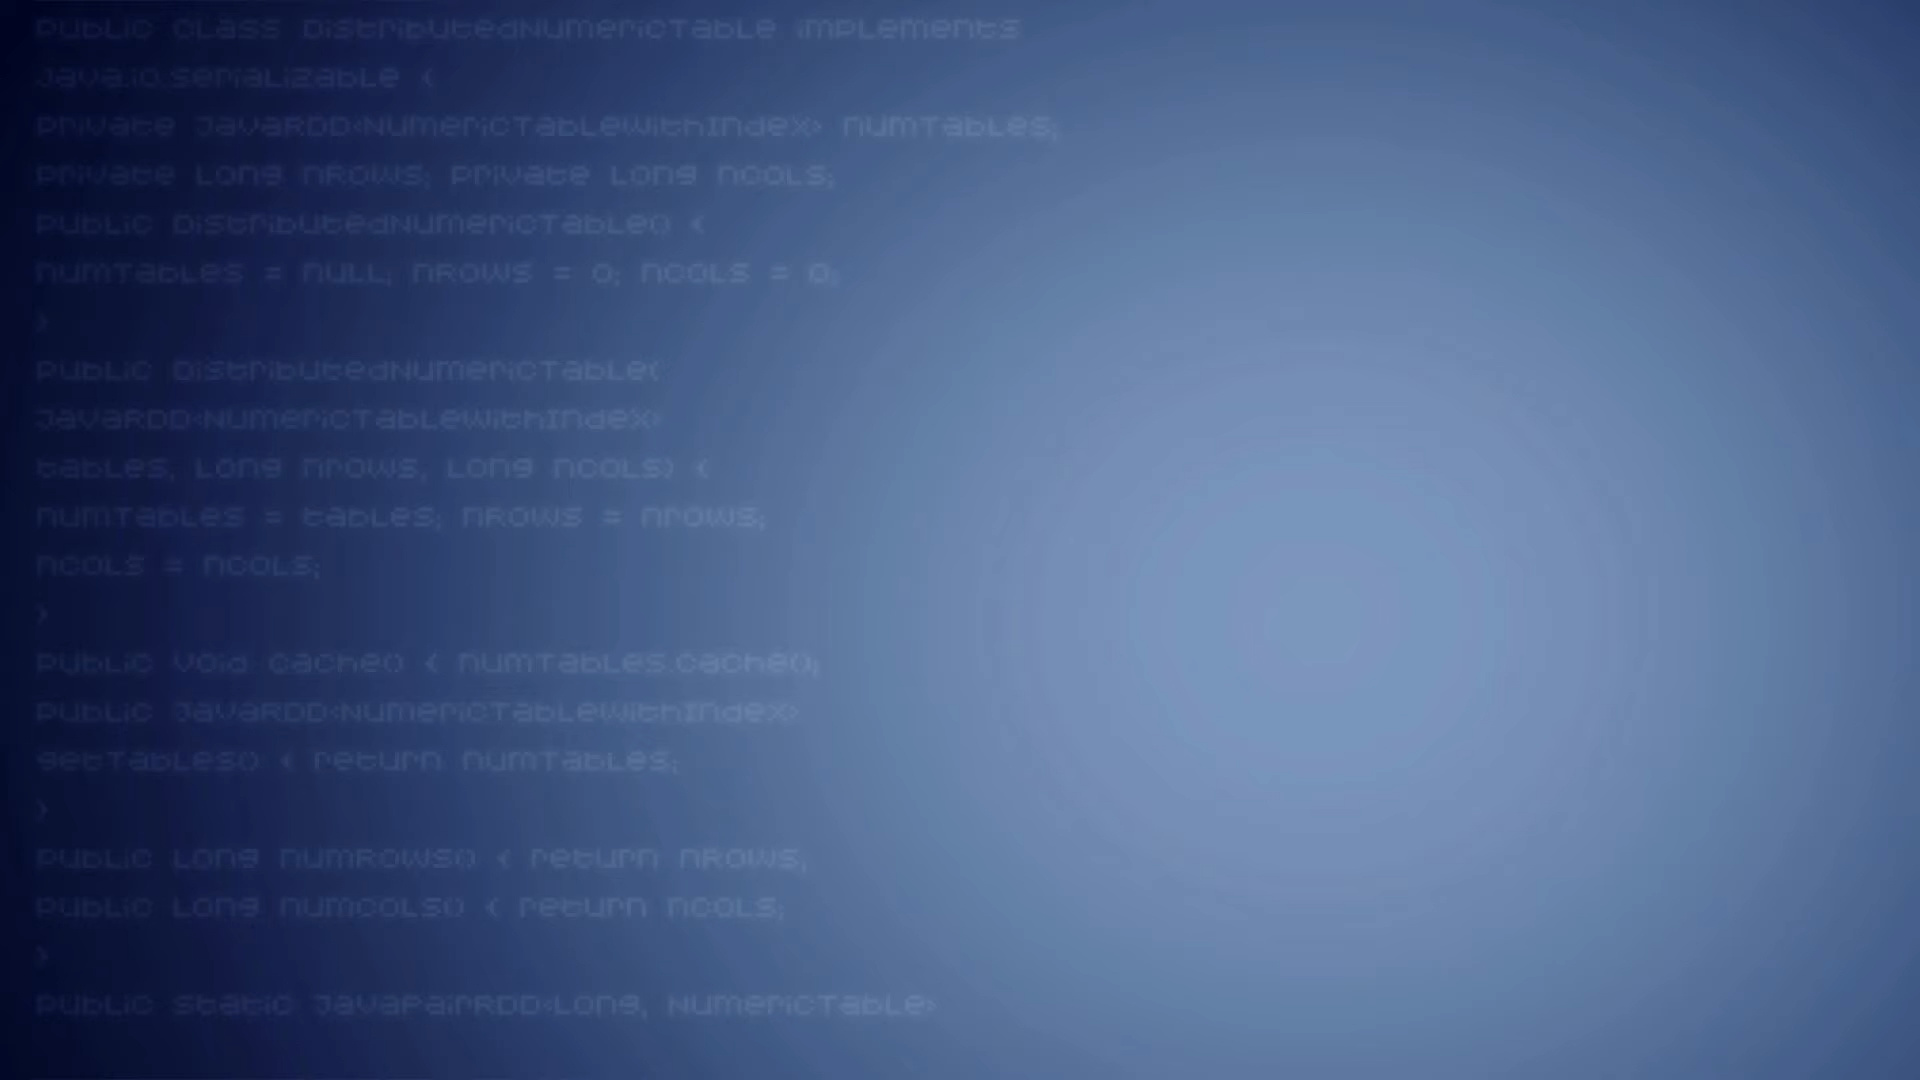 PUBLIC CLASS DistributedNumericTable implements
java.io.serializable {
private JavaRDD<NumericTableWithIndex> numTables;
private Long nRows; private Long nCols;
public DistributedNumericTable() {
numTables = NULL; nRows = 0; nCols = 0;
}
public DistributedNumericTable(
JavaRDD<NumericTableWithIndex>
tables, Long nrows, Long ncols) {
numTables = tables; nRows = nrows;
nCols = ncols;
}
public void cache() { numTables.cache();
public JavaRDD<NumericTableWithIndex>
getTables() { return numTables;
}
public Long numRows() { return nRows;
public Long numCols() { return nCols;
}
public static JavaPairRDD<Long, NumericTable>